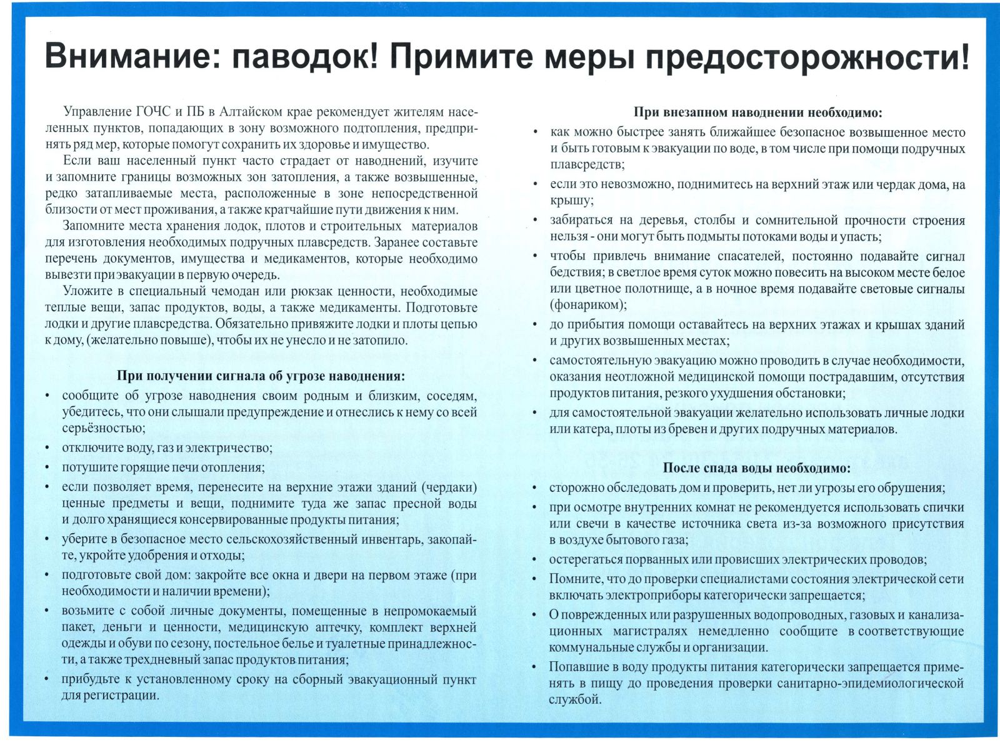 Внимание: паводок! Примите меры предосторожности!
Управление ГОЧС и ПБ в Алтайском крае рекомендует жителям насе-
ленных пунктов, попадающих в зону возможного подтопления, предпри-
нять ряд мер, которые помогут сохранить их здоровье и имущество.
Если ваш населенный пункт часто страдает от наводнений, изучите
и запомните границы возможных зон затопления, а также возвышенные,
редко затапливаемые места, расположенные в зоне непосредственной
близости от мест проживания, а также кратчайшие пути движения к ним.
Запомните места хранения лодок, плотов и строительных материалов
для изготовления необходимых подручных плавсредств. Заранее составьте
перечень документов, имущества и медикаментов, которые необходимо
вывезти при эвакуации в первую очередь.
Уложите в специальный чемодан или рюкзак ценности, необходимые
теплые вещи, запас продуктов, воды, а также медикаменты. Подготовьте
лодки и другие плавсредства. Обязательно привяжите лодки и плоты цепью
к дому, (желательно повыше), чтобы их не унесло и не затопило.
При получении сигнала об угрозе наводнения:
• сообщите об угрозе наводнения своим родным и близким, соседям,
убедитесь, что они слышали предупреждение и отнеслись к нему со всей
серьёзностью;
• отключите воду, газ и электричество;
• потушите горящие печи отопления;
• если позволяет время, перенесите на верхние этажи зданий (чердаки)
ценные предметы и вещи, поднимите туда же запас пресной воды
и долго хранящиеся консервированные продукты питания;
• уберите в безопасное место сельскохозяйственный инвентарь, закопай-
те, укройте удобрения и отходы;
• подготовьте свой дом: закройте все окна и двери на первом этаже (при
необходимости и наличии времени);
• возьмите с собой личные документы, помещенные в непромокаемый
пакет, деньги и ценности, медицинскую аптечку, комплект верхней
одежды и обуви по сезону, постельное белье и туалетные принадлежнос-
ти, а также трехдневный запас продуктов питания;
• прибудьте к установленному сроку на сборный эвакуационный пункт
для регистрации.
При внезапном наводнении необходимо:
• как можно быстрее занять ближайшее безопасное возвышенное место
и быть готовым к эвакуации по воде, в том числе при помощи подручных
плавсредств;
• если это невозможно, поднимитесь на верхний этаж или чердак дома, на
крышу;
• забираться на деревья, столбы и сомнительной прочности строения
нельзя - они могут быть подмыты потоками воды и упасть;
• чтобы привлечь внимание спасателей, постоянно подавайте сигнал
бедствия; в светлое время суток можно повесить на высоком месте белое
или цветное полотнище, а в ночное время подавайте световые сигналы
(фонариком);
• до прибытия помощи оставайтесь на верхних этажах и крышах зданий
и других возвышенных местах;
• самостоятельную эвакуацию можно проводить в случае необходимости,
оказания неотложной медицинской помощи пострадавшим, отсутствия
продуктов питания, резкого ухудшения обстановки;
• для самостоятельной эвакуации желательно использовать личные лодки
или катера, плоты из бревен и других подручных материалов.
После спада воды необходимо:
• сторожно обследовать дом и проверить, нет ли угрозы его обрушения;
• при осмотре внутренних комнат не рекомендуется использовать спички
или свечи в качестве источника света из-за возможного присутствия
в воздухе бытового газа;
• остерегаться порванных или провисших электрических проводов;
• Помните, что до проверки специалистами состояния электрической сети
включать электроприборы категорически запрещается;
• О поврежденных или разрушенных водопроводных, газовых и канализа-
ционных магистралях немедленно сообщите в соответствующие
коммунальные службы и организации.
• Попавшие в воду продукты питания категорически запрещается приме-
нять в пищу до проведения проверки санитарно-эпидемиологической
службой.